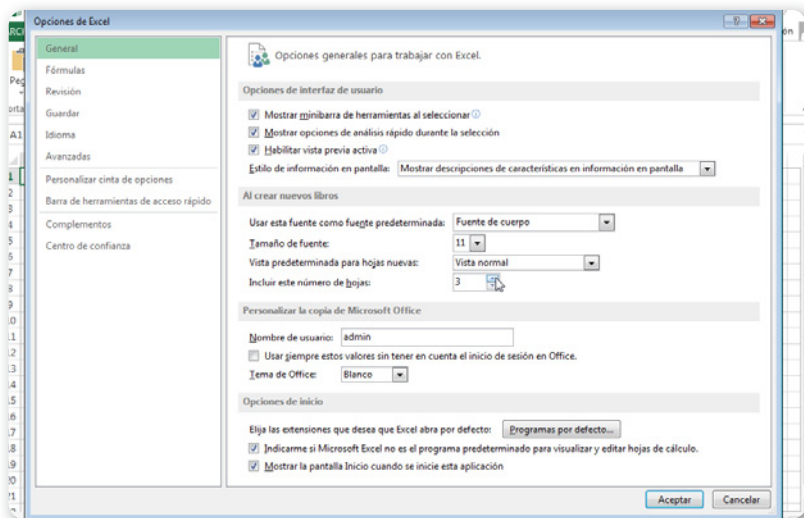 Opciones de Excel
General
Fórmulas
Revisión
Guardar
Idioma
Avanzadas
Personalizar cinta de opciones
Barra de herramientas de acceso rápido
Complementos
Centro de confianza
Opciones generales para trabajar con Excel.
Opciones de interfaz de usuario
Mostrar minibarra de herramientas al seleccionar
Mostrar opciones de análisis rápido durante la selección
Habilitar vista previa activa
Estilo de información en pantalla: Mostrar descripciones de características en información en pantalla
Al crear nuevos libros
Usar esta fuente como fuente predeterminada: Fuente de cuerpo
Tamaño de fuente: 11
Vista predeterminada para hojas nuevas: Vista normal
Incluir este número de hojas: 3
Personalizar la copia de Microsoft Office
Nombre de usuario: admin
Usar siempre estos valores sin tener en cuenta el inicio de sesión en Office.
Tema de Office: Blanco
Opciones de inicio
Elija las extensiones que desea que Excel abra por defecto: Programas por defecto...
Indicarme si Microsoft Excel no es el programa predeterminado para visualizar y editar hojas de cálculo.
Mostrar la pantalla Inicio cuando se inicie esta aplicación
Aceptar Cancelar
A1